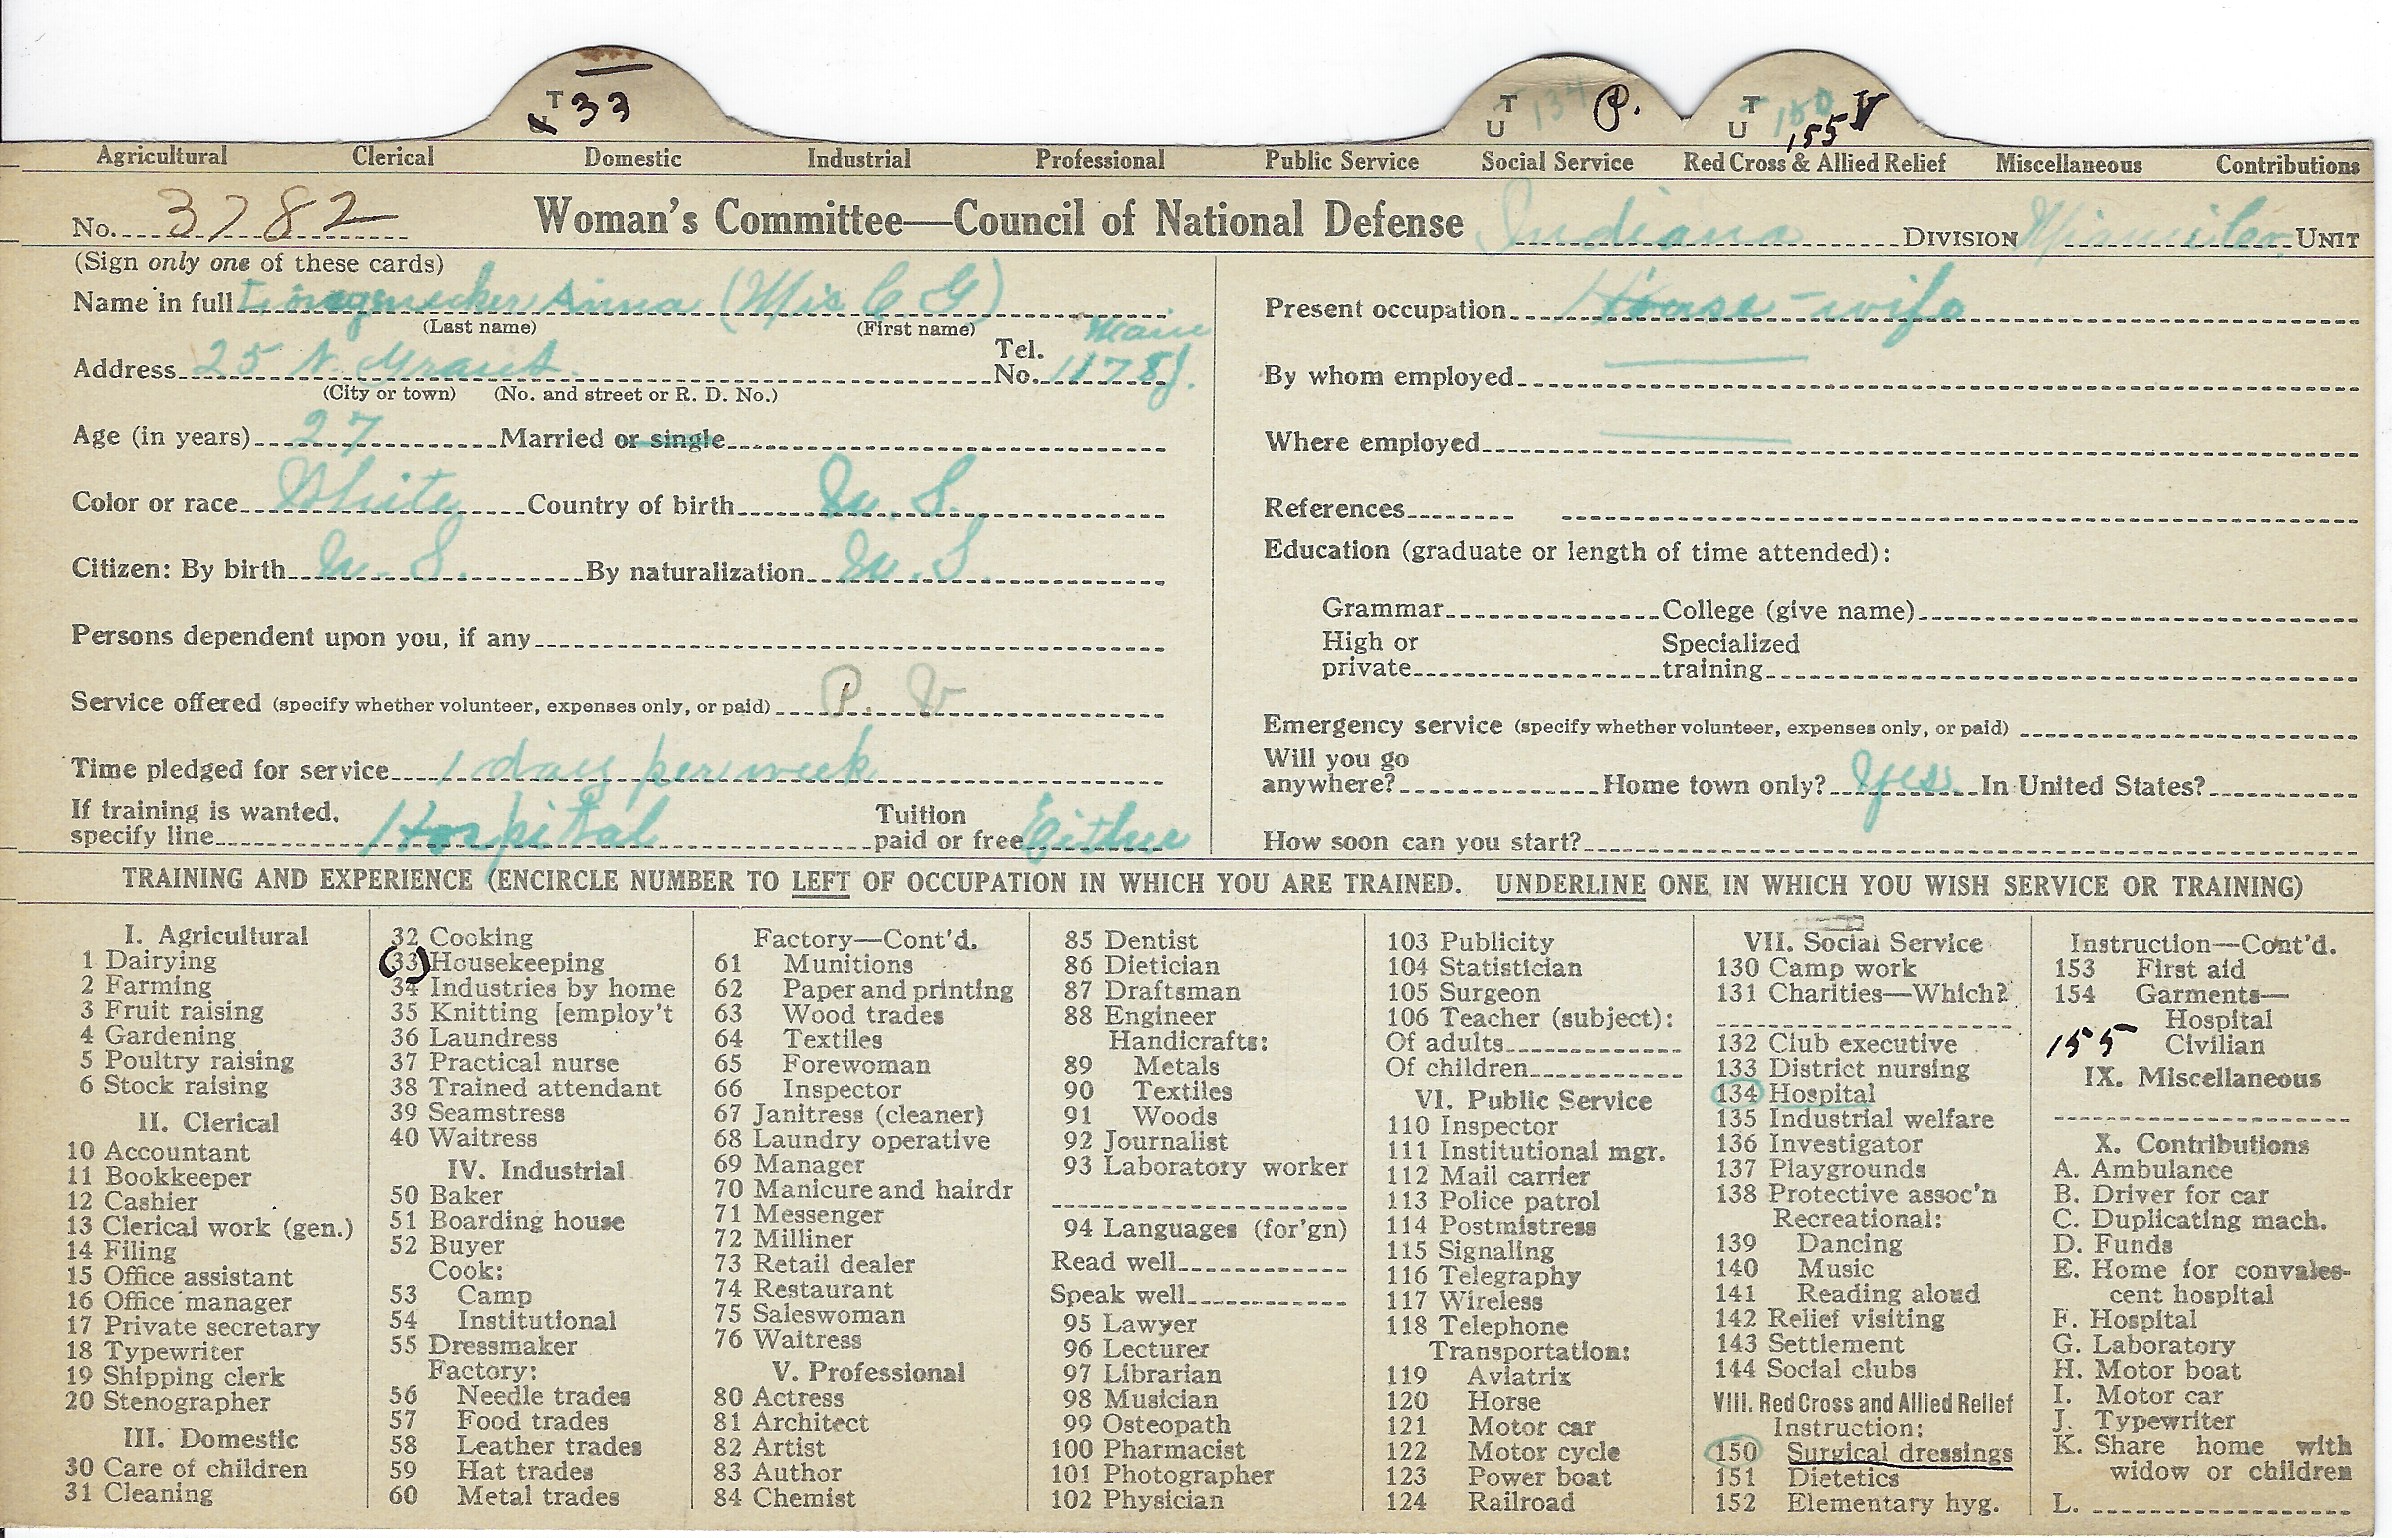 T 33
T 134 P.
U
T 150 V
U 155
Agricultural Clerical Domestic Industrial Professional Public Service Social Service Red Cross & Allied Relief Miscellaneous Contributions
No. 3782 Woman's Committee—Council of National Defense Indiana DIVISION UNIT
(Sign only one of these cards)
Name in full Longnecker Anna (Mrs C. G)
(Last name) (First name)
Address 25 N. Grant. Tel. No. Main 1178J.
(City or town) (No. and street or R. D. No.)
Age (in years) 27 Married or single
Color or race White Country of birth U. S.
Citizen: By birth U. S. By naturalization U. S.
Persons dependent upon you, if any
Service offered (specify whether volunteer, expenses only, or paid) P. V
Time pledged for service 1 day per week
If training is wanted, specify line Hospital Tuition paid or free Either
Present occupation House-wife
By whom employed
Where employed
References
Education (graduate or length of time attended):
Grammar College (give name)
High or private Specialized training
Emergency service (specify whether volunteer, expenses only, or paid)
Will you go anywhere? Home town only? Yes In United States?
How soon can you start?
TRAINING AND EXPERIENCE (ENCIRCLE NUMBER TO LEFT OF OCCUPATION IN WHICH YOU ARE TRAINED. UNDERLINE ONE IN WHICH YOU WISH SERVICE OR TRAINING)
I. Agricultural
1 Dairying
2 Farming
3 Fruit raising
4 Gardening
5 Poultry raising
6 Stock raising
II. Clerical
10 Accountant
11 Bookkeeper
12 Cashier
13 Clerical work (gen.)
14 Filing
15 Office assistant
16 Office manager
17 Private secretary
18 Typewriter
19 Shipping clerk
20 Stenographer
III. Domestic
30 Care of children
31 Cleaning
32 Cooking
33 Housekeeping
34 Industries by home
35 Knitting [employ't
36 Laundress
37 Practical nurse
38 Trained attendant
39 Seamstress
40 Waitress
IV. Industrial
50 Baker
51 Boarding house
52 Buyer
Cook:
53 Camp
54 Institutional
55 Dressmaker
Factory:
56 Needle trades
57 Food trades
58 Leather trades
59 Hat trades
60 Metal trades
Factory—Cont'd.
61 Munitions
62 Paper and printing
63 Wood trades
64 Textiles
65 Forewoman
66 Inspector
67 Janitress (cleaner)
68 Laundry operative
69 Manager
70 Manicure and hairdr
71 Messenger
72 Milliner
73 Retail dealer
74 Restaurant
75 Saleswoman
76 Waitress
V. Professional
80 Actress
81 Architect
82 Artist
83 Author
84 Chemist
85 Dentist
86 Dietician
87 Draftsman
88 Engineer
Handicrafts:
89 Metals
90 Textiles
91 Woods
92 Journalist
93 Laboratory worker
94 Languages (for'gn)
Read well
Speak well
95 Lawyer
96 Lecturer
97 Librarian
98 Musician
99 Osteopath
100 Pharmacist
101 Photographer
102 Physician
103 Publicity
104 Statistician
105 Surgeon
106 Teacher (subject):
Of adults
Of children
VI. Public Service
110 Inspector
111 Institutional mgr.
112 Mail carrier
113 Police patrol
114 Postmistress
115 Signaling
116 Telegraphy
117 Wireless
118 Telephone
Transportation:
119 Aviatrix
120 Horse
121 Motor car
122 Motor cycle
123 Power boat
124 Railroad
VII. Social Service
130 Camp work
131 Charities—Which?
132 Club executive
133 District nursing
134 Hospital
135 Industrial welfare
136 Investigator
137 Playgrounds
138 Protective assoc'n
Recreational:
139 Dancing
140 Music
141 Reading aloud
142 Relief visiting
143 Settlement
144 Social clubs
VIII. Red Cross and Allied Relief
Instruction:
150 Surgical dressings
151 Dietetics
152 Elementary hyg.
Instruction—Cont'd.
153 First aid
154 Garments—
Hospital
155 Civilian
IX. Miscellaneous
X. Contributions
A. Ambulance
B. Driver for car
C. Duplicating mach.
D. Funds
E. Home for convales-
cent hospital
F. Hospital
G. Laboratory
H. Motor boat
I. Motor car
J. Typewriter
K. Share home with
widow or children
L.